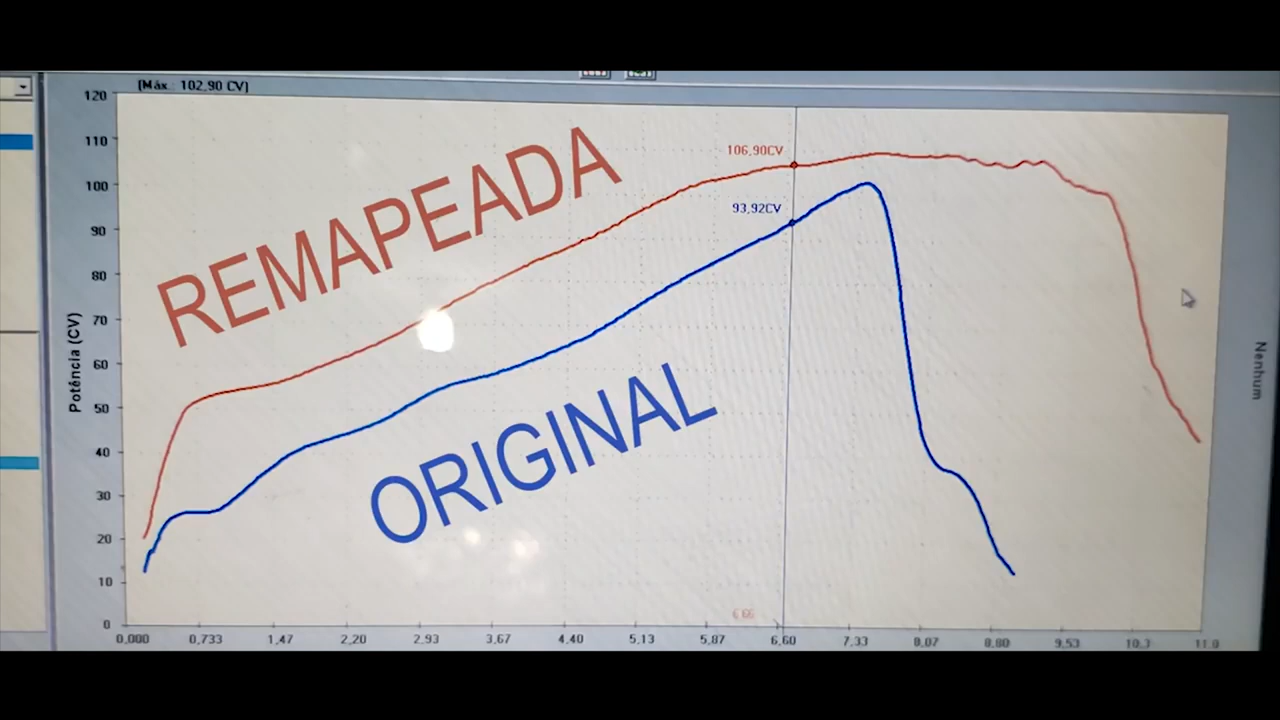 (Máx.: 102,90 CV)
120
110
100
90
80
70
60
50
40
30
20
10
0
Potência (CV)
REMAPEADA
106,90CV
93,92CV
ORIGINAL
Nenhum
6,66
0,000 0,733 1,47 2,20 2,93 3,67 4,40 5,13 5,87 6,60 7,33 8,07 8,80 9,53 10,3 11,0